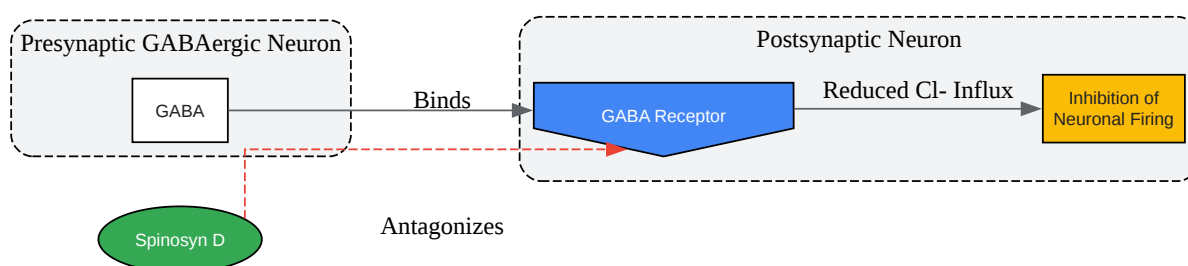 Presynaptic GABAergic Neuron
Postsynaptic Neuron
GABA
Binds
GABA Receptor
Reduced Cl- Influx
Inhibition of
Neuronal Firing
Antagonizes
Spinosyn D